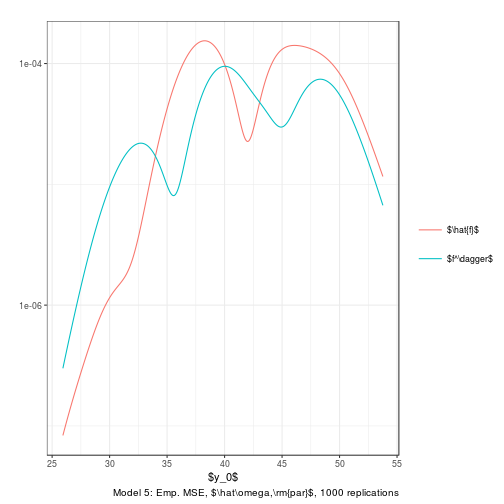 1e-04
1e-06
25 30 35 40 45 50 55
$y_0$
$\hat{f}$
$f^\dagger$
Model 5: Emp. MSE, $\hat\omega,\rm{par}$, 1000 replications